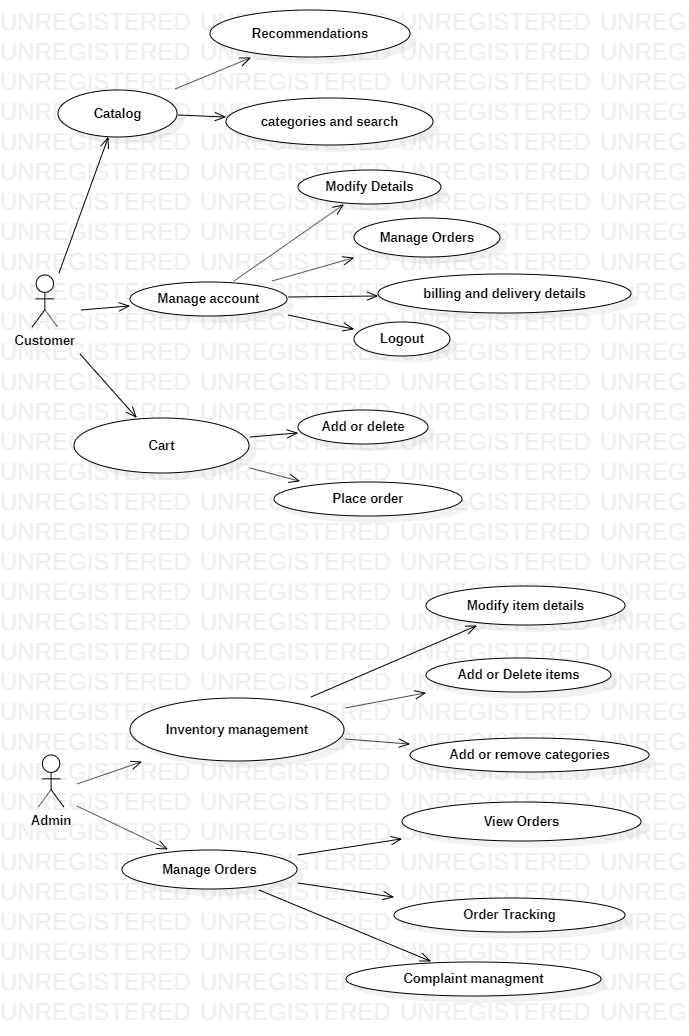 Recommendations
Catalog
categories and search
Modify Details
Manage Orders
Manage account
billing and delivery details
Customer
Logout
Add or delete
Cart
Place order
Modify item details
Add or Delete items
Inventory management
Add or remove categories
Admin
View Orders
Manage Orders
Order Tracking
Complaint managment
UNREGISTERED